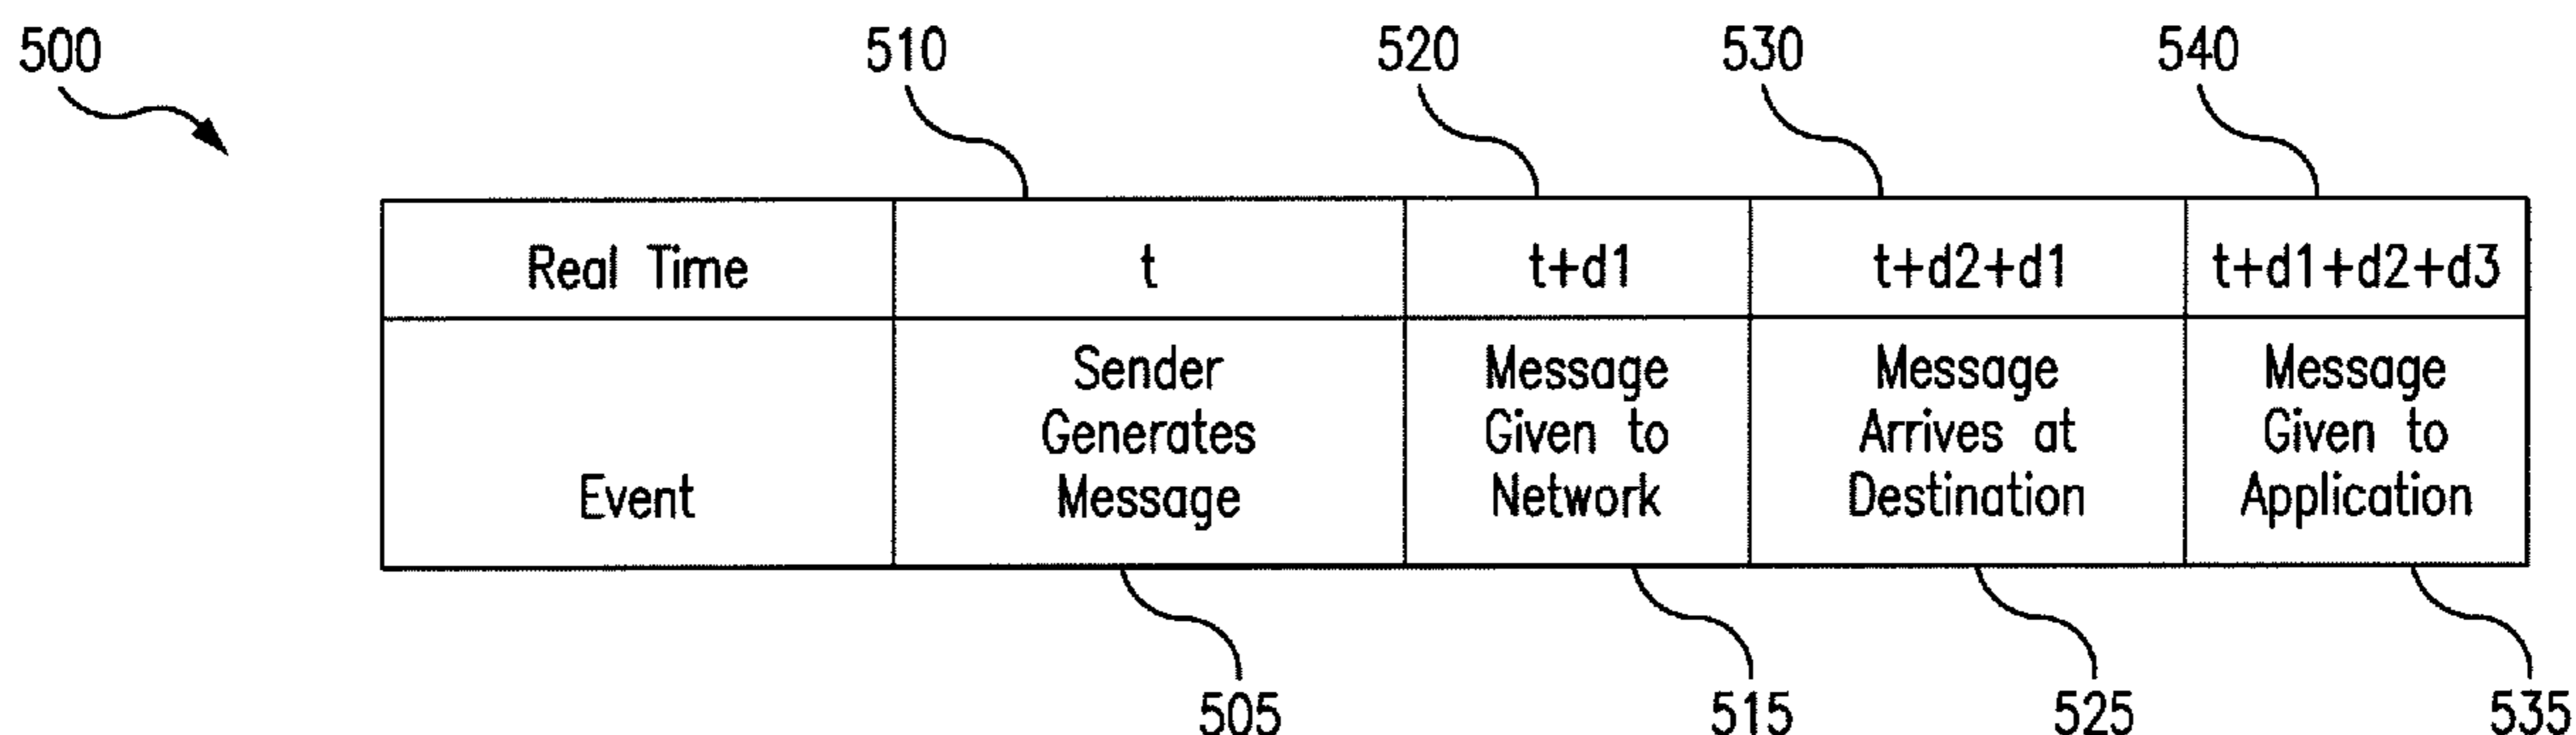 500
510
520
530
540
Real Time
t
t+d1
t+d2+d1
t+d1+d2+d3
Event
Sender
Generates
Message
Message
Given to
Network
Message
Arrives at
Destination
Message
Given to
Application
505
515
525
535